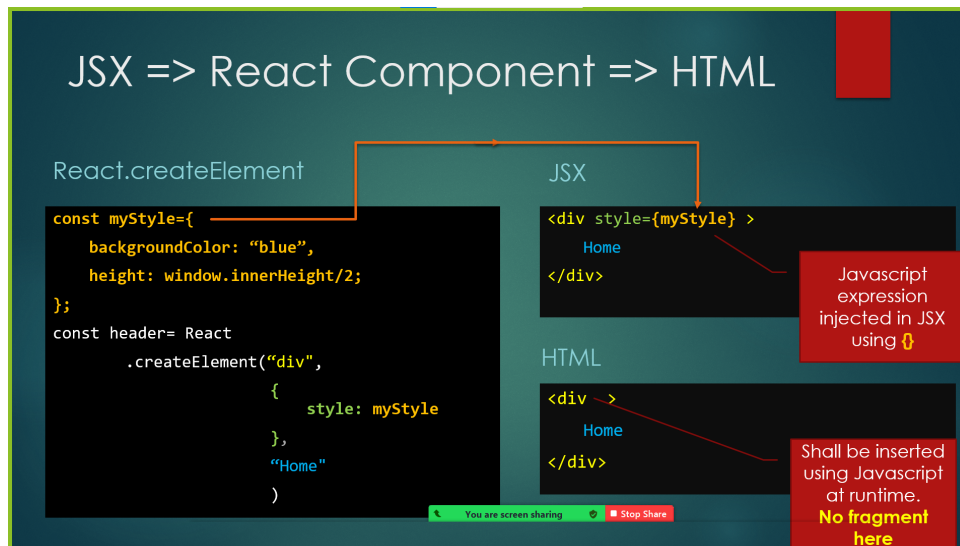 JSX => React Component => HTML
React.createElement
const myStyle={
backgroundColor: “blue”,
height: window.innerHeight/2;
};
const header= React
.createElement(“div",
{
style: myStyle
},
“Home"
)
JSX
<div style={myStyle} >
Home
</div>
Javascript
expression
injected in JSX
using {}
HTML
<div  >
Home
</div>
Shall be inserted
using Javascript
at runtime.
No fragment
here
You are screen sharing
Stop Share